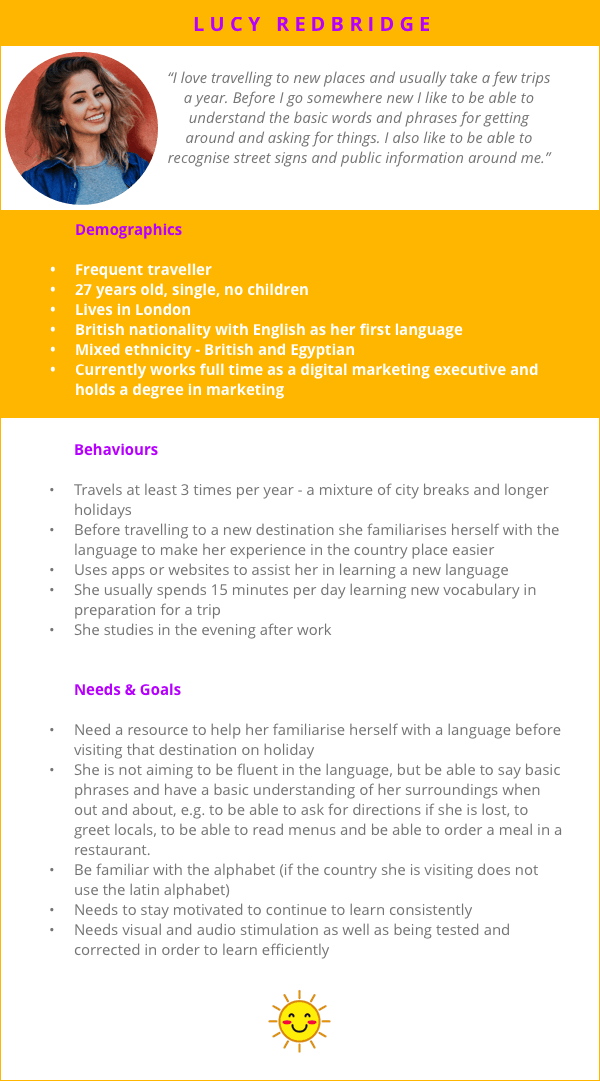 LUCY REDBRIDGE
“I love travelling to new places and usually take a few trips
a year. Before I go somewhere new I like to be able to
understand the basic words and phrases for getting
around and asking for things. I also like to be able to
recognise street signs and public information around me.”
Demographics
• Frequent traveller
• 27 years old, single, no children
• Lives in London
• British nationality with English as her first language
• Mixed ethnicity - British and Egyptian
• Currently works full time as a digital marketing executive and
holds a degree in marketing
Behaviours
• Travels at least 3 times per year - a mixture of city breaks and longer
holidays
• Before travelling to a new destination she familiarises herself with the
language to make her experience in the country place easier
• Uses apps or websites to assist her in learning a new language
• She usually spends 15 minutes per day learning new vocabulary in
preparation for a trip
• She studies in the evening after work
Needs & Goals
• Need a resource to help her familiarise herself with a language before
visiting that destination on holiday
• She is not aiming to be fluent in the language, but be able to say basic
phrases and have a basic understanding of her surroundings when
out and about, e.g. to be able to ask for directions if she is lost, to
greet locals, to be able to read menus and be able to order a meal in a
restaurant.
• Be familiar with the alphabet (if the country she is visiting does not
use the latin alphabet)
• Needs to stay motivated to continue to learn consistently
• Needs visual and audio stimulation as well as being tested and
corrected in order to learn efficiently